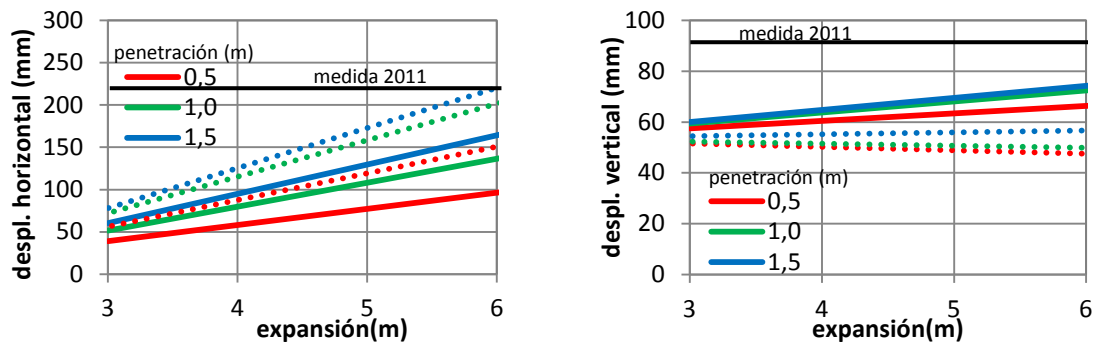 300
250
200
150
100
50
0
despl. horizontal (mm)
penetración (m)
0,5
1,0
1,5
medida 2011
3 4 5 6
expansión(m)
100
80
60
40
20
0
despl. vertical (mm)
medida 2011
penetración (m)
0,5
1,0
1,5
3 4 5 6
expansión(m)